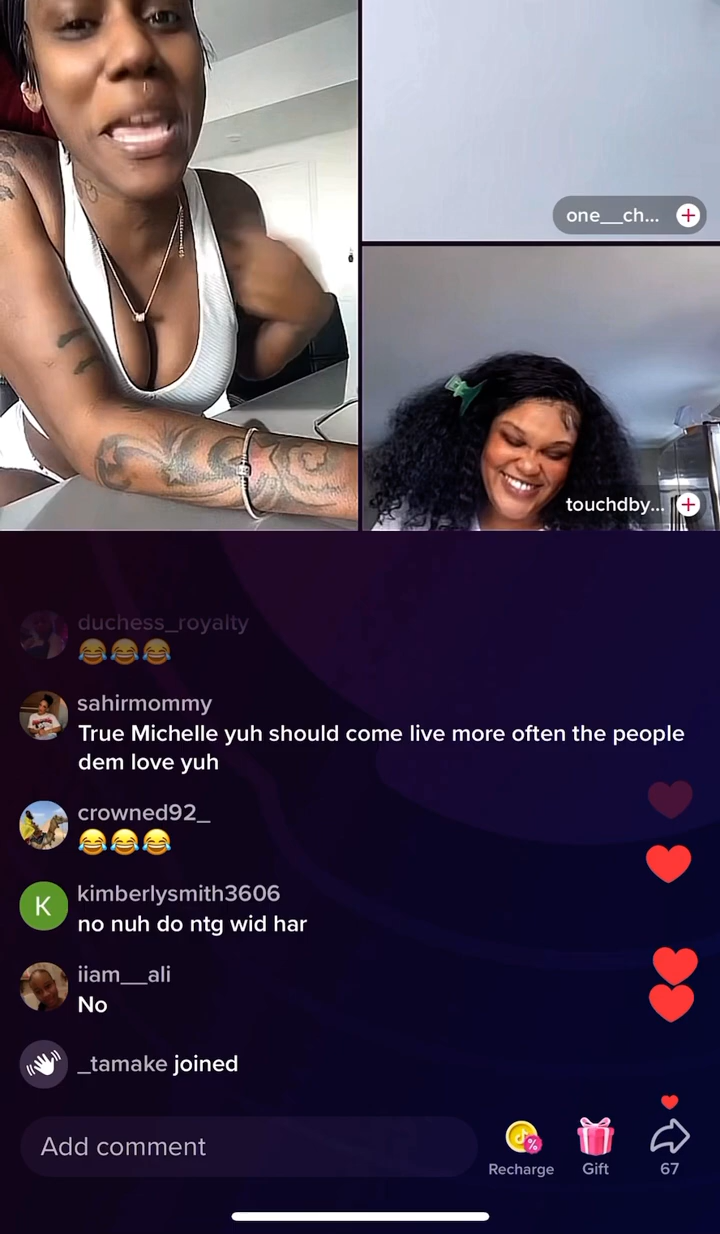 one__ch...
touchdby...
duchess_royalty
😂😂😂
sahirmommy
True Michelle yuh should come live more often the people
dem love yuh
crowned92_
😂😂😂
K
kimberlysmith3606
no nuh do ntg wid har
iiam__ali
No
_tamake joined
Add comment
Recharge
Gift
67